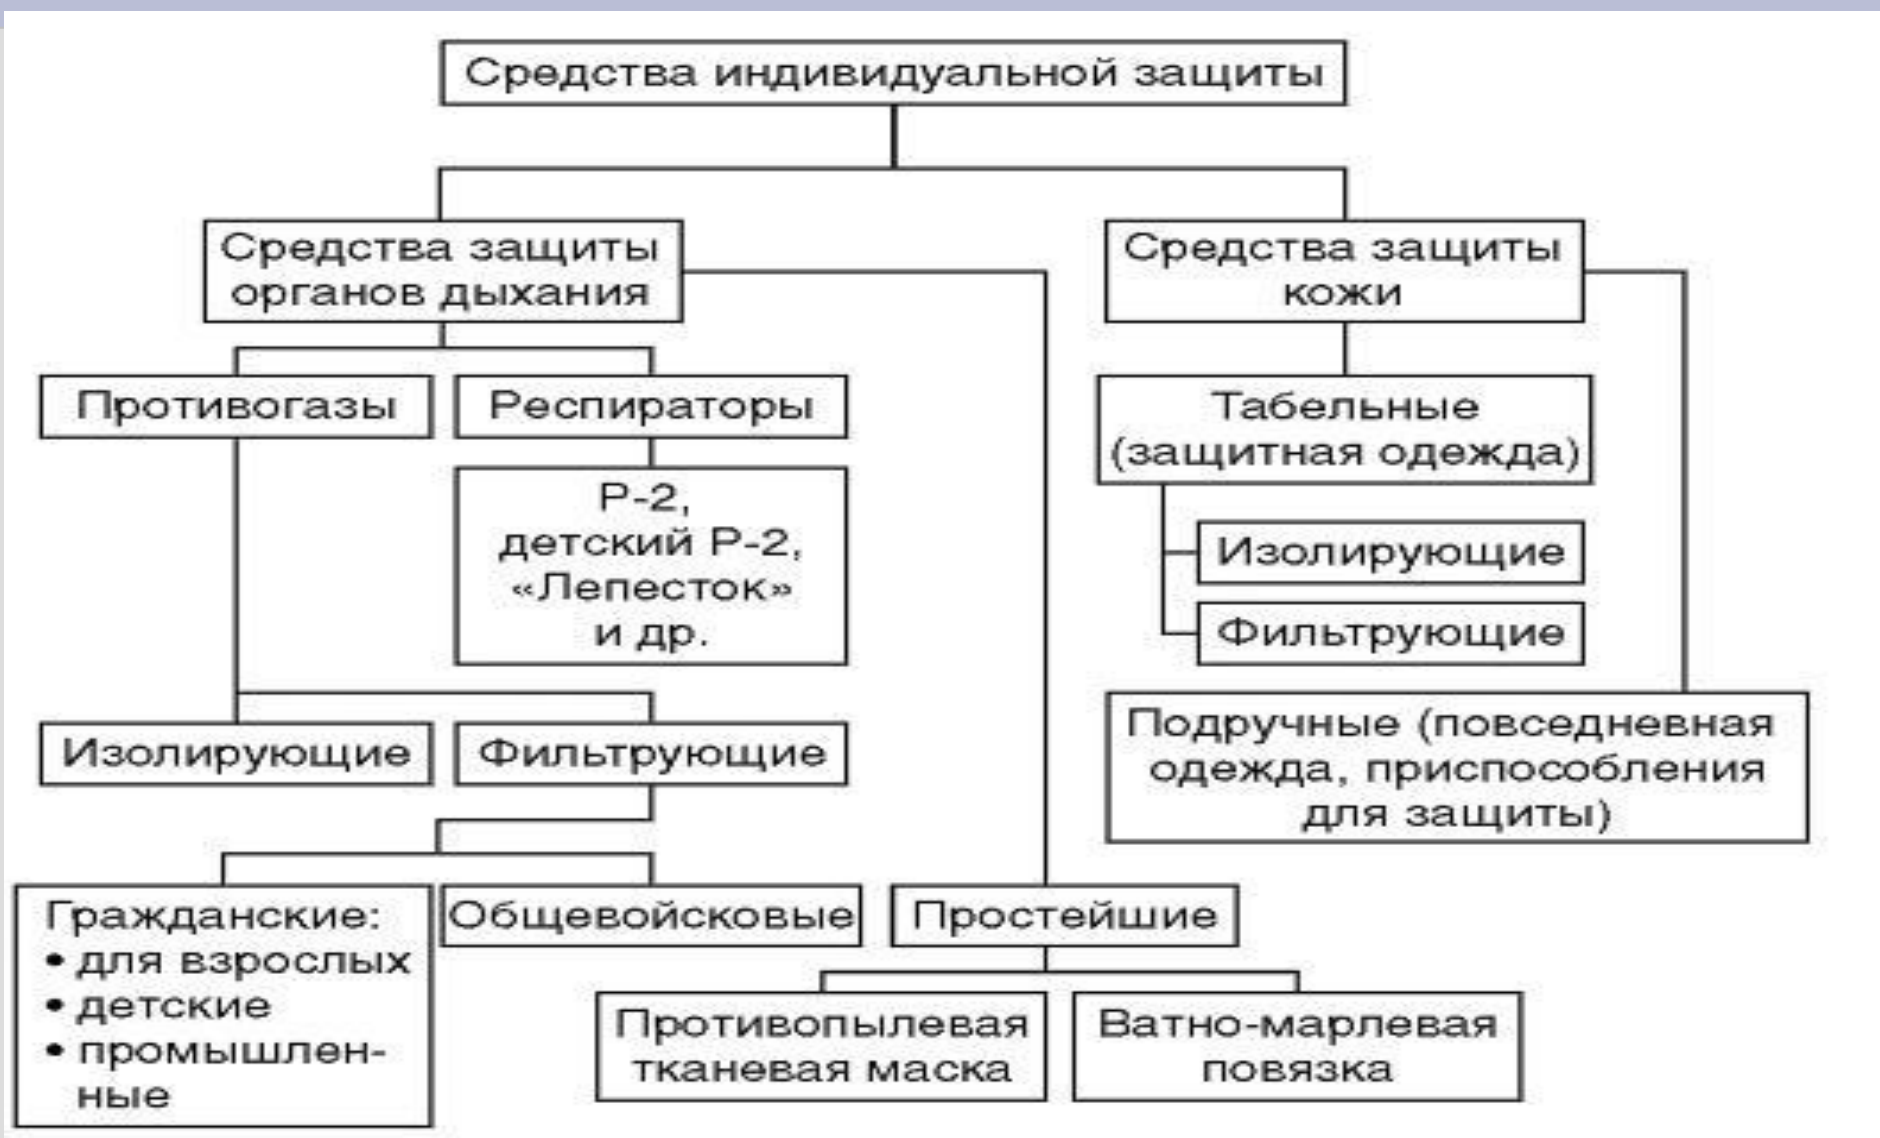 Средства индивидуальной защиты
Средства защиты
органов дыхания
Средства защиты
кожи
Противогазы
Респираторы
Р-2,
детский Р-2,
«Лепесток»
и др.
Табельные
(защитная одежда)
Изолирующие
Фильтрующие
Изолирующие
Фильтрующие
Подручные (повседневная
одежда, приспособления
для защиты)
Гражданские:
• для взрослых
• детские
• промышлен-
ные
Общевойсковые
Простейшие
Противопылевая
тканевая маска
Ватно-марлевая
повязка